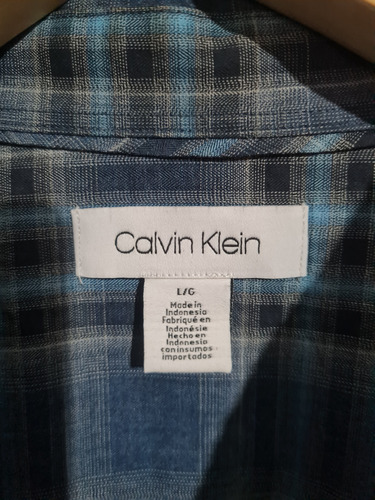 Calvin Klein
L/G
Made in
Indonesia
Fabriqué en
Indonésie
Hecho en
Indonesia
con insumos
importados